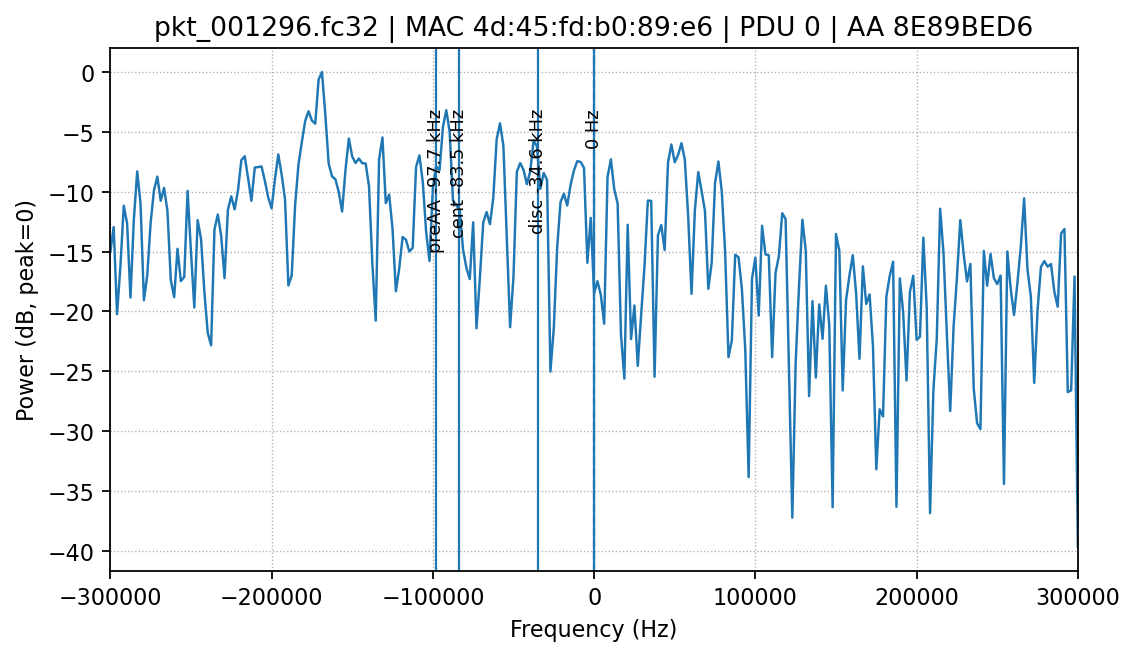 pkt_001296.fc32 | MAC 4d:45:fd:b0:89:e6 | PDU 0 | AA 8E89BED6
Power (dB, peak=0)
0
−5
−10
−15
−20
−25
−30
−35
−40
preAA −97.7 kHz
cent −83.5 kHz
disc −34.6 kHz
0 Hz
−300000
−200000
−100000
0
100000
200000
300000
Frequency (Hz)